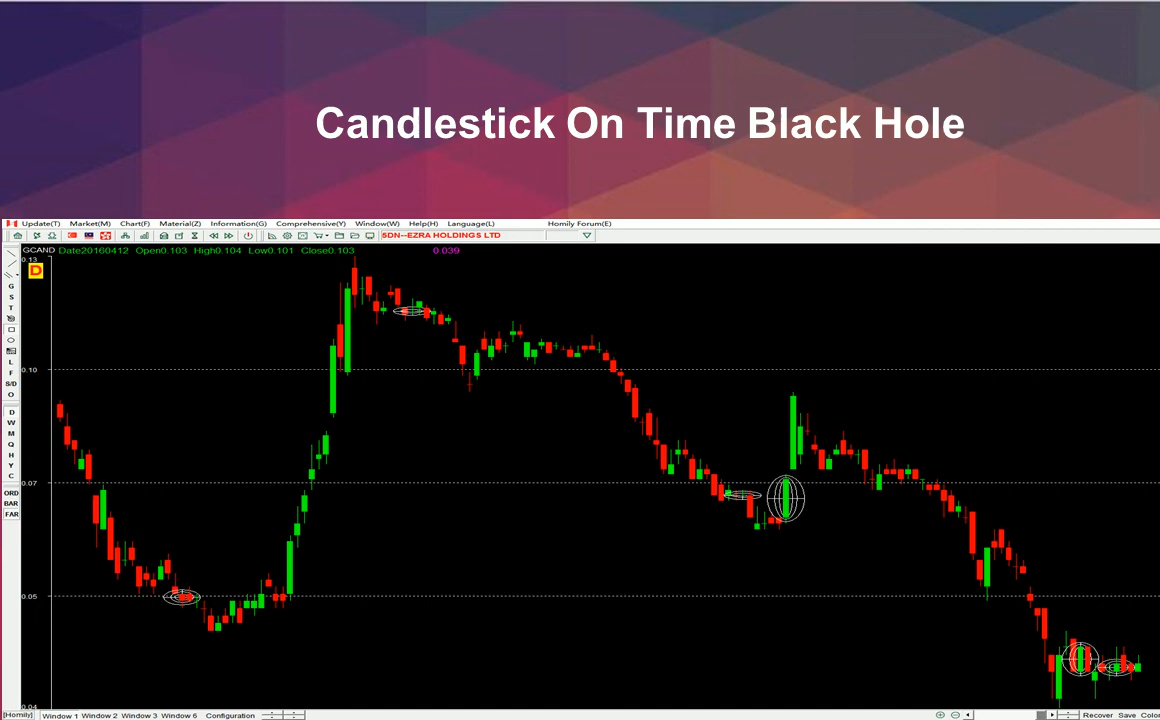 Candlestick On Time Black Hole
Update(T) Market(M) Chart(F) Material(Z) Information(G) Comprehensive(Y) Window(W) Help(H) Language(L) Homily Forum(E)
5DN--EZRA HOLDINGS LTD
GCAND Date20160412 Open0.103 High0.104 Low0.101 Close0.103 0.039
0.13
D
G
S
T
L
F
S/D
O
0.10
D
W
M
Q
H
Y
C
0.07
ORD
BAR
FAR
0.05
0.04
[Homily] Window 1 Window 2 Window 3 Window 6 Configuration Recover Save Color